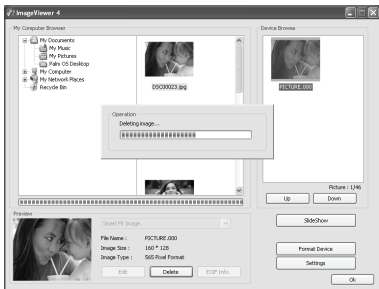 ImageViewer 4
My Computer Browser
My Documents
My Music
My Pictures
Palm OS Desktop
My Computer
My Network Places
Recycle Bin
DSC00023.jpg
Device Browse
PICTURE.000
Operation
Deleting image...
Picture : 1/46
Up
Down
Preview
Smart Fit Image.
File Name : PICTURE.000
Image Size : 160 * 128
Image Type : 565 Pixel Format
Edit
Delete
EXIF Info.
SlideShow
Format Device
Settings
Ok